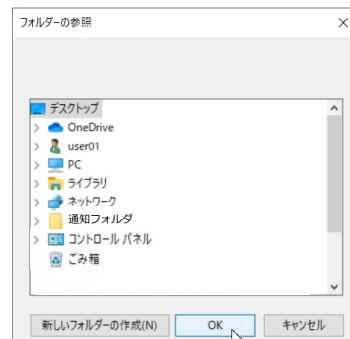 フォルダーの参照
デスクトップ
OneDrive
user01
PC
ライブラリ
ネットワーク
通知フォルダ
コントロール パネル
ごみ箱
新しいフォルダーの作成(N) OK キャンセル